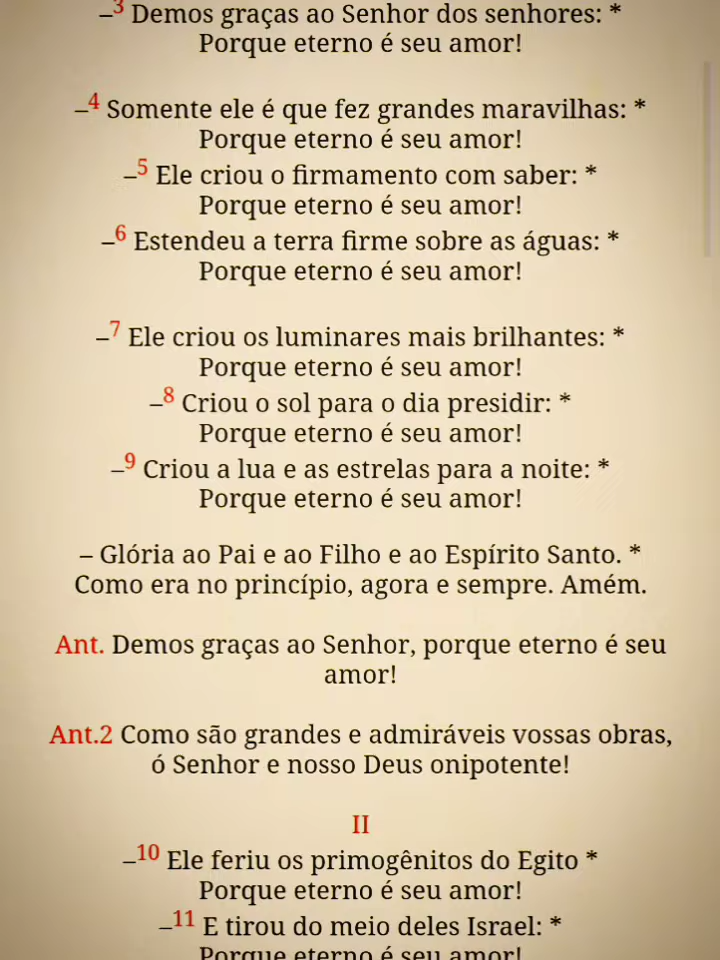 –3 Demos graças ao Senhor dos senhores: *
Porque eterno é seu amor!
–4 Somente ele é que fez grandes maravilhas: *
Porque eterno é seu amor!
–5 Ele criou o firmamento com saber: *
Porque eterno é seu amor!
–6 Estendeu a terra firme sobre as águas: *
Porque eterno é seu amor!
–7 Ele criou os luminares mais brilhantes: *
Porque eterno é seu amor!
–8 Criou o sol para o dia presidir: *
Porque eterno é seu amor!
–9 Criou a lua e as estrelas para a noite: *
Porque eterno é seu amor!
– Glória ao Pai e ao Filho e ao Espírito Santo. *
Como era no princípio, agora e sempre. Amém.
Ant. Demos graças ao Senhor, porque eterno é seu
amor!
Ant.2 Como são grandes e admiráveis vossas obras,
ó Senhor e nosso Deus onipotente!
II
–10 Ele feriu os primogênitos do Egito *
Porque eterno é seu amor!
–11 E tirou do meio deles Israel: *
Porque eterno é seu amor!